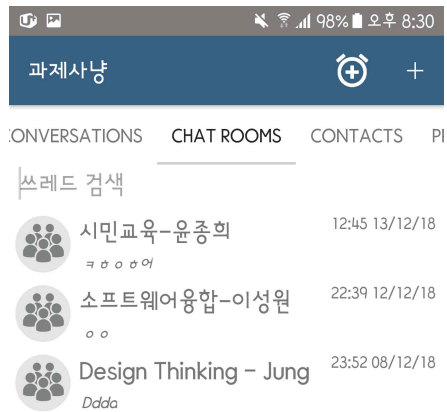 98% 오후 8:30
과제사냥
CONVERSATIONS CHAT ROOMS CONTACTS
쓰레드 검색
시민교육-윤종희 12:45 13/12/18
ㅋㅎㅇㅎ어
소프트웨어융합-이성원 22:39 12/12/18
ㅇㅇ
Design Thinking - Jung 23:52 08/12/18
Ddda